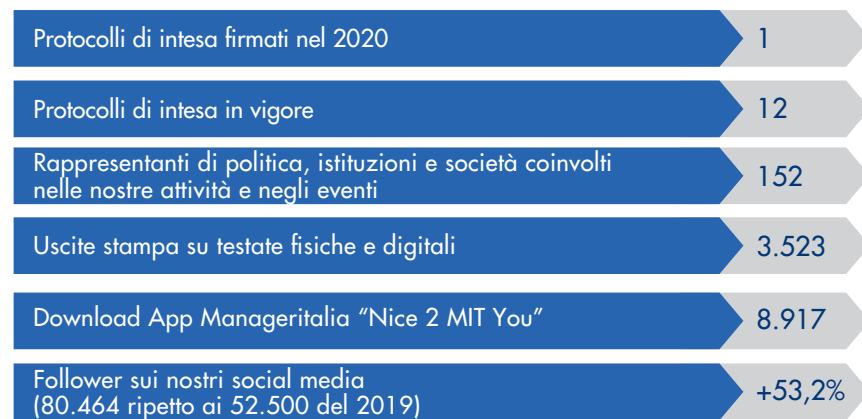 Protocolli di intesa firmati nel 2020 1
Protocolli di intesa in vigore 12
Rappresentanti di politica, istituzioni e società coinvolti
nelle nostre attività e negli eventi 152
Uscite stampa su testate fisiche e digitali 3.523
Download App Manageritalia “Nice 2 MIT You” 8.917
Follower sui nostri social media
(80.464 ripetto ai 52.500 del 2019) +53,2%